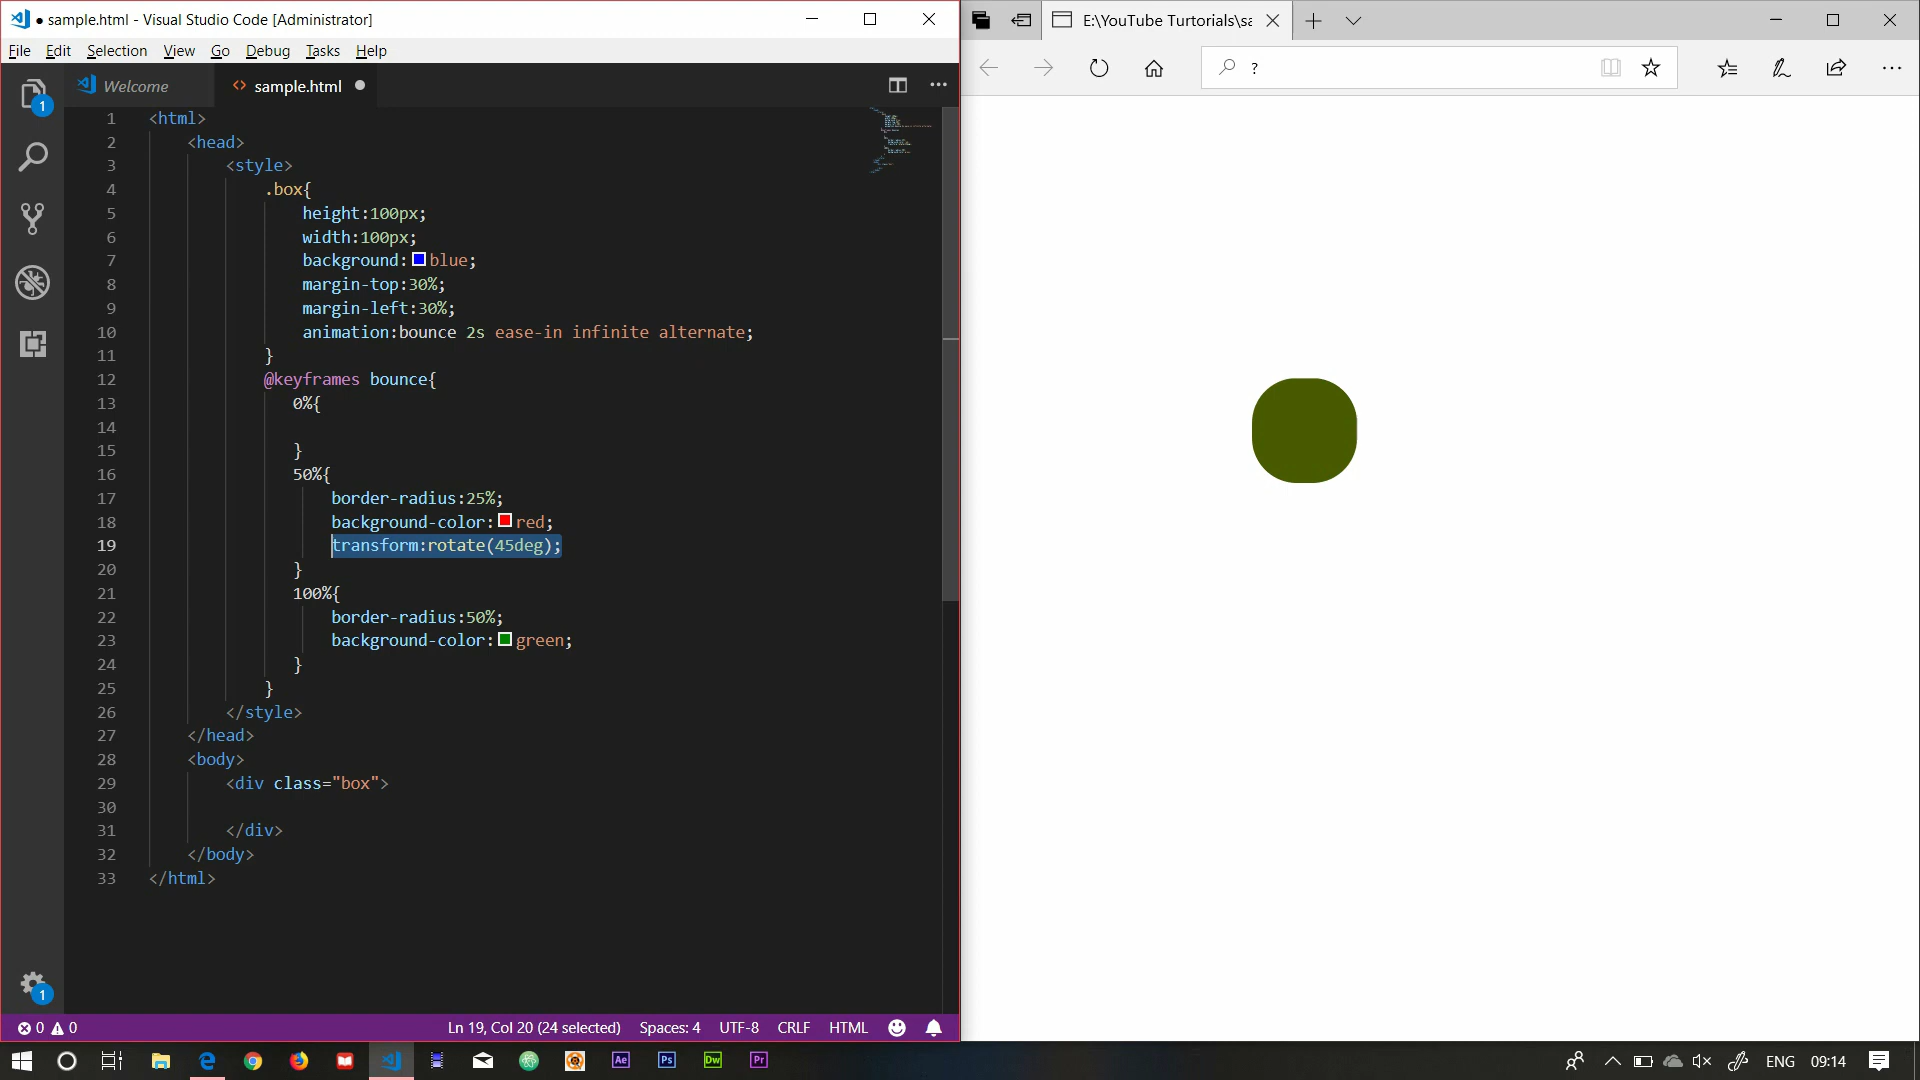 ● sample.html - Visual Studio Code [Administrator]
File Edit Selection View Go Debug Tasks Help
Welcome
<> sample.html ●
1 <html>
2 <head>
3 <style>
4 .box{
5 height:100px;
6 width:100px;
7 background:blue;
8 margin-top:30%;
9 margin-left:30%;
10 animation:bounce 2s ease-in infinite alternate;
11 }
12 @keyframes bounce{
13 0%{
14
15 }
16 50%{
17 border-radius:25%;
18 background-color:red;
19 transform:rotate(45deg);
20 }
21 100%{
22 border-radius:50%;
23 background-color:green;
24 }
25 }
26 </style>
27 </head>
28 <body>
29 <div class="box">
30
31 </div>
32 </body>
33 </html>
1
1
0 0 Ln 19, Col 20 (24 selected) Spaces: 4 UTF-8 CRLF HTML
E:\YouTube Turtorials\sa
?
Ae Ps Dw Pr
ENG 09:14